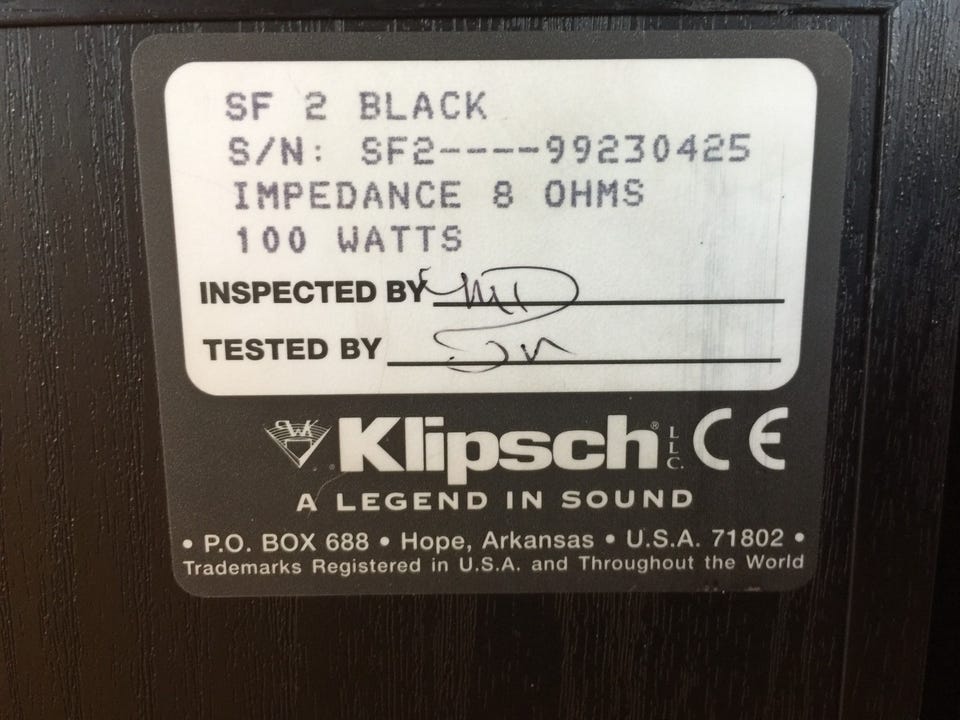 SF 2 BLACK
S/N: SF2----99230425
IMPEDANCE 8 OHMS
100 WATTS
INSPECTED BY
TESTED BY
Klipsch® LLC. CE
A LEGEND IN SOUND
• P.O. BOX 688 • Hope, Arkansas • U.S.A. 71802 •
Trademarks Registered in U.S.A. and Throughout the World